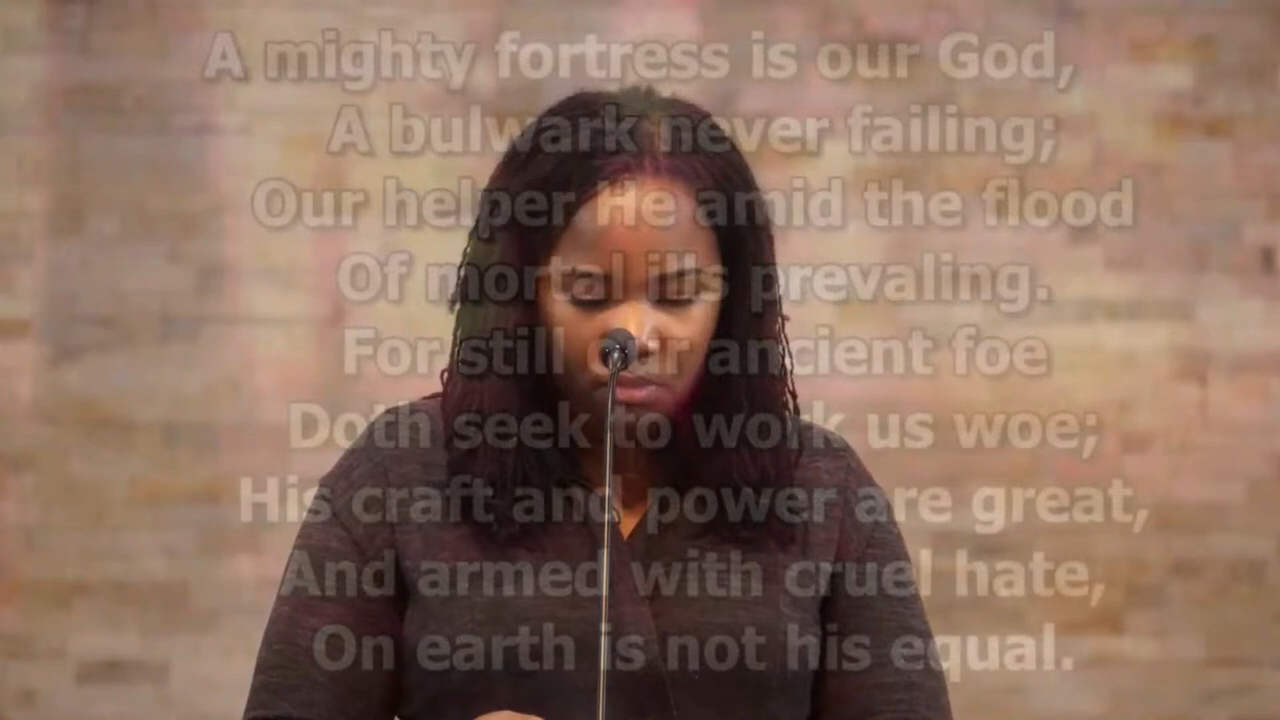 A mighty fortress is our God,
A bulwark never failing;
Our helper He amid the flood
Of mortal ills prevaling.
For still our ancient foe
Doth seek to work us woe;
His craft and power are great,
And armed with cruel hate,
On earth is not his equal.